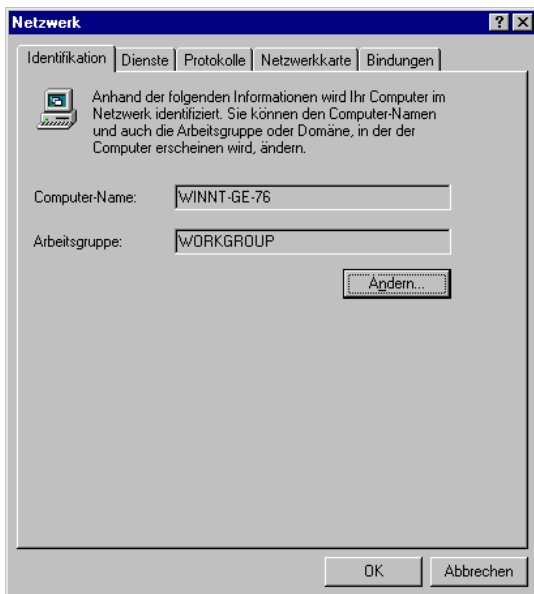 Netzwerk
Identifikation Dienste Protokolle Netzwerkkarte Bindungen
Anhand der folgenden Informationen wird Ihr Computer im
Netzwerk identifiziert. Sie können den Computer-Namen
und auch die Arbeitsgruppe oder Domäne, in der der
Computer erscheinen wird, ändern.
Computer-Name: WINNT-GE-76
Arbeitsgruppe: WORKGROUP
Ändern...
OK Abbrechen